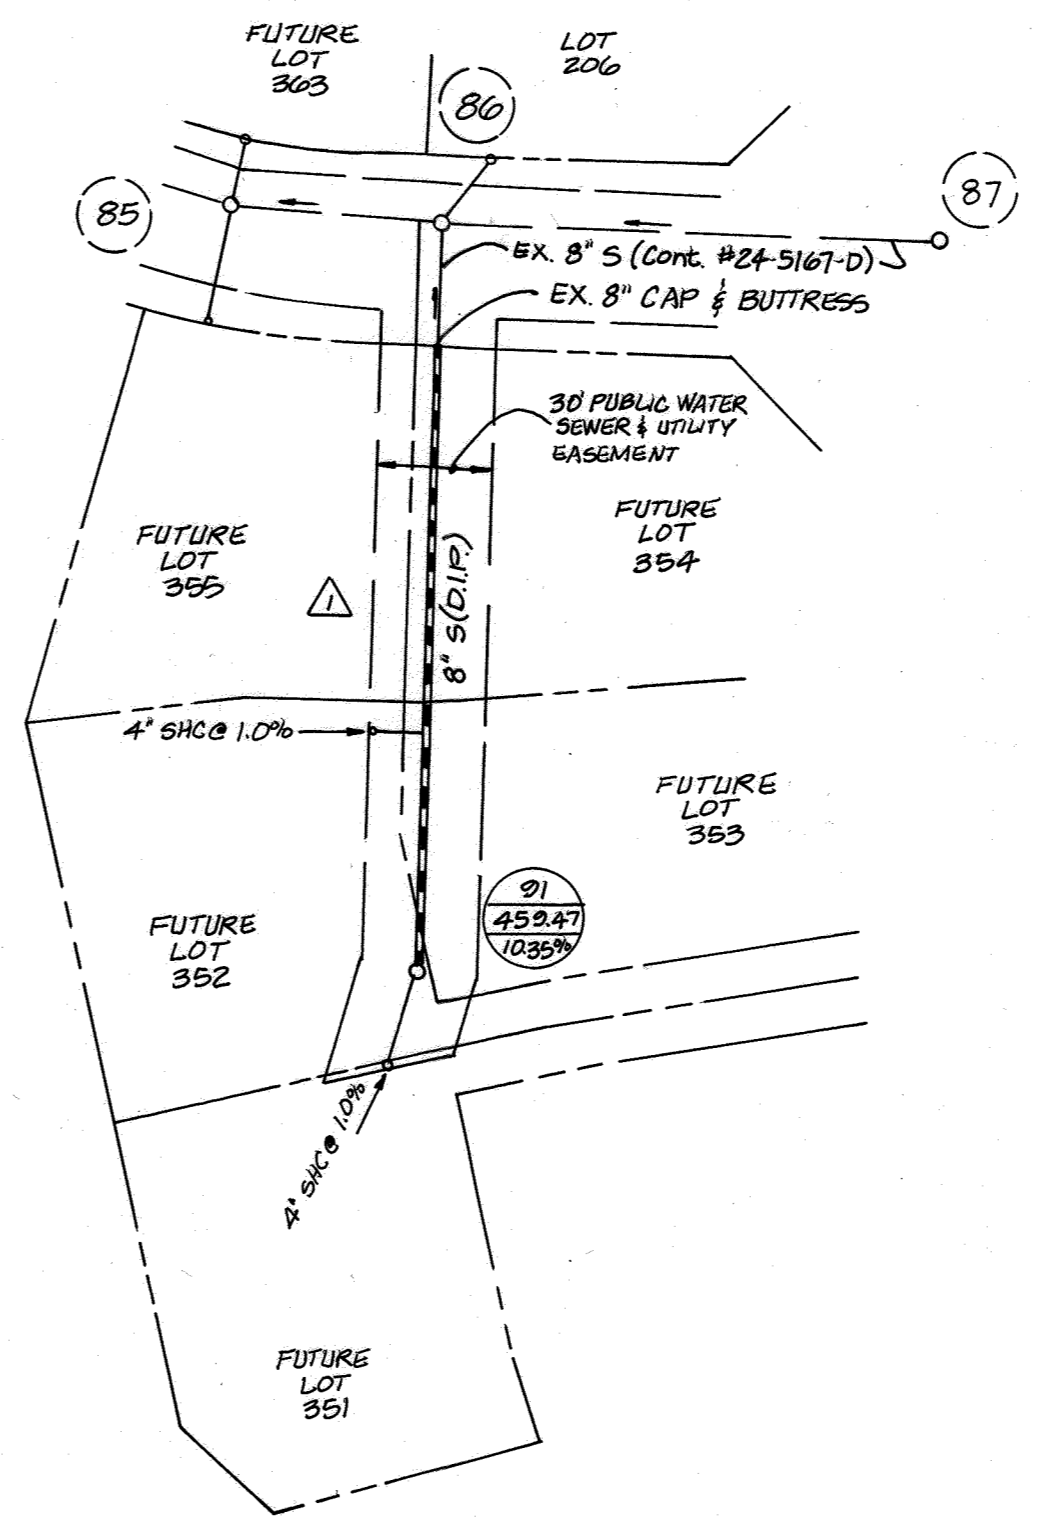 FUTURE
LOT
363
LOT
206
86
85
87
EX. 8" S (Cont. #24-5167-D)
EX. 8" CAP & BUTTRESS
30' PUBLIC WATER
SEWER & UTILITY
EASEMENT
FUTURE
LOT
355
FUTURE
LOT
354
1
8" S (D.I.P.)
4" SHC @ 1.0%
FUTURE
LOT
353
91
459.47
10.35%
FUTURE
LOT
352
4" SHC @ 1.0%
FUTURE
LOT
351